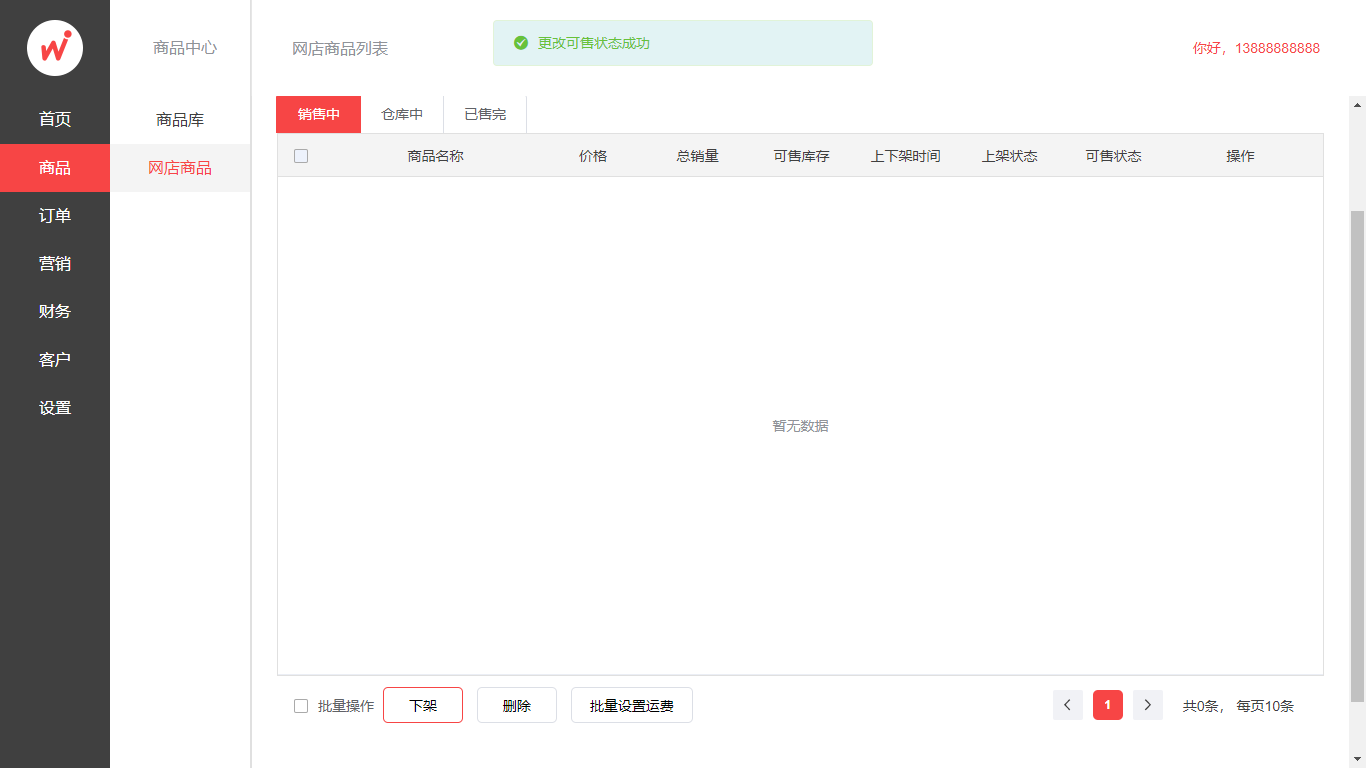 商品中心
网店商品列表
更改可售状态成功
你好，13888888888
首页
商品
订单
营销
财务
客户
设置
商品库
网店商品
销售中 仓库中 已售完
商品名称 价格 总销量 可售库存 上下架时间 上架状态 可售状态 操作
暂无数据
批量操作 下架 删除 批量设置运费 1 共0条， 每页10条